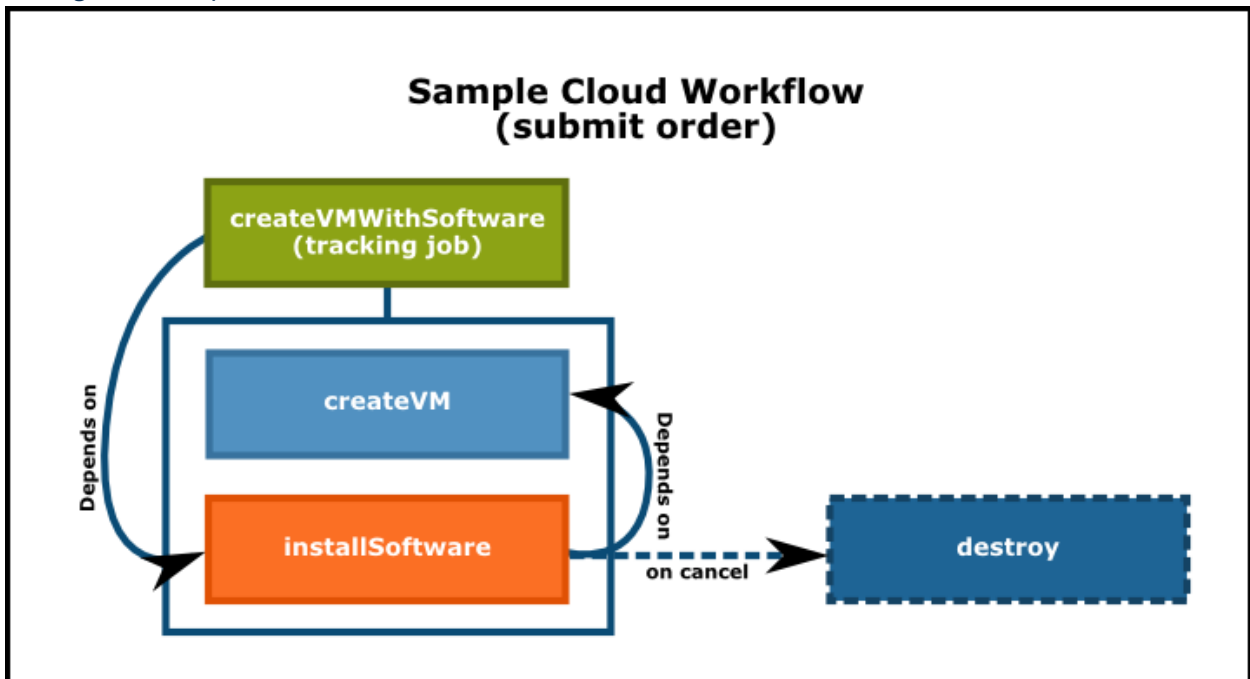 Sample Cloud Workflow
(submit order)
createVMWithSoftware
(tracking job)
Depends on
createVM
Depends on
installSoftware
on cancel
destroy